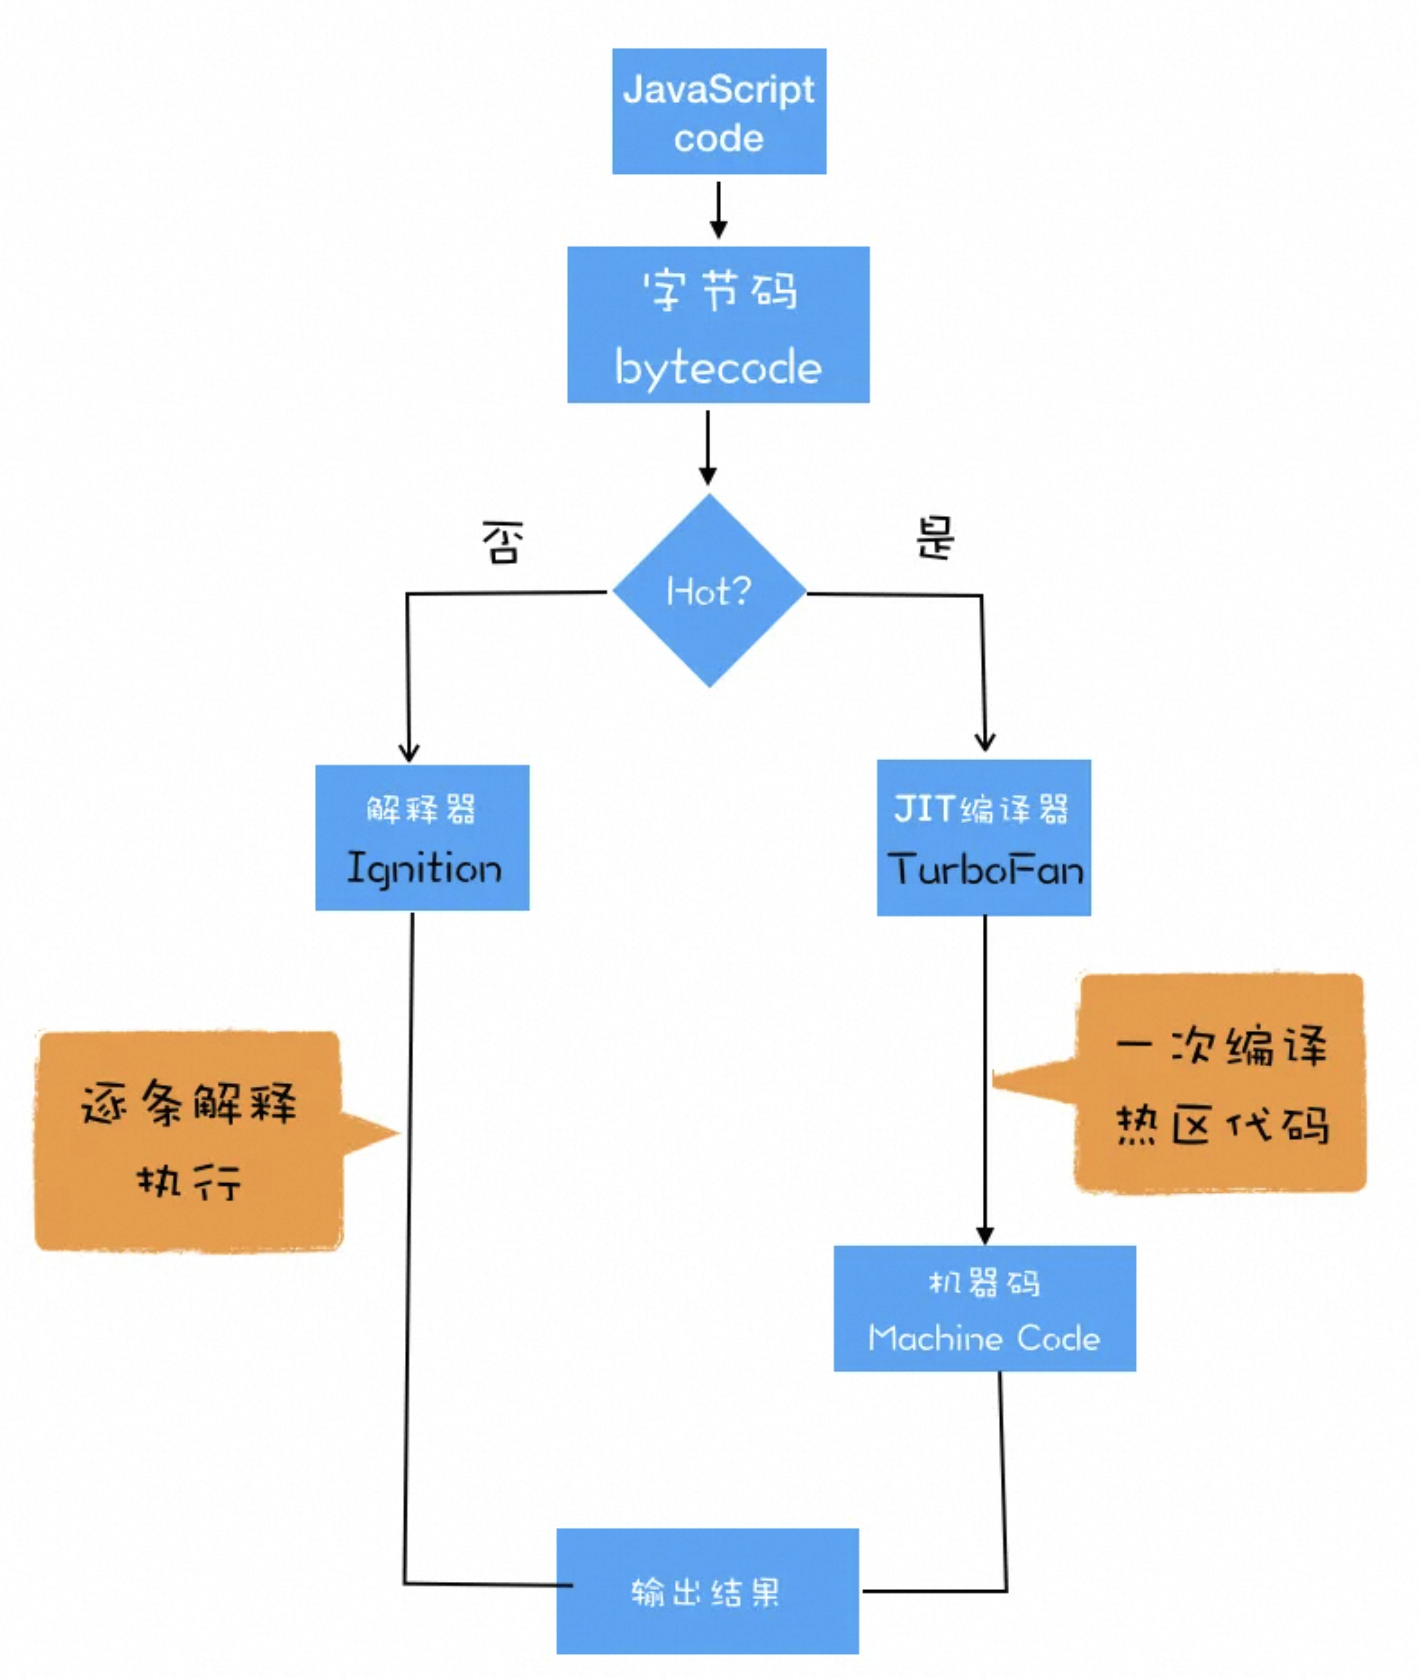 JavaScript
code
字节码
bytecode
否
是
Hot?
解释器
Ignition
JIT编译器
TurboFan
逐条解释
执行
一次编译
热区代码
机器码
Machine Code
输出结果